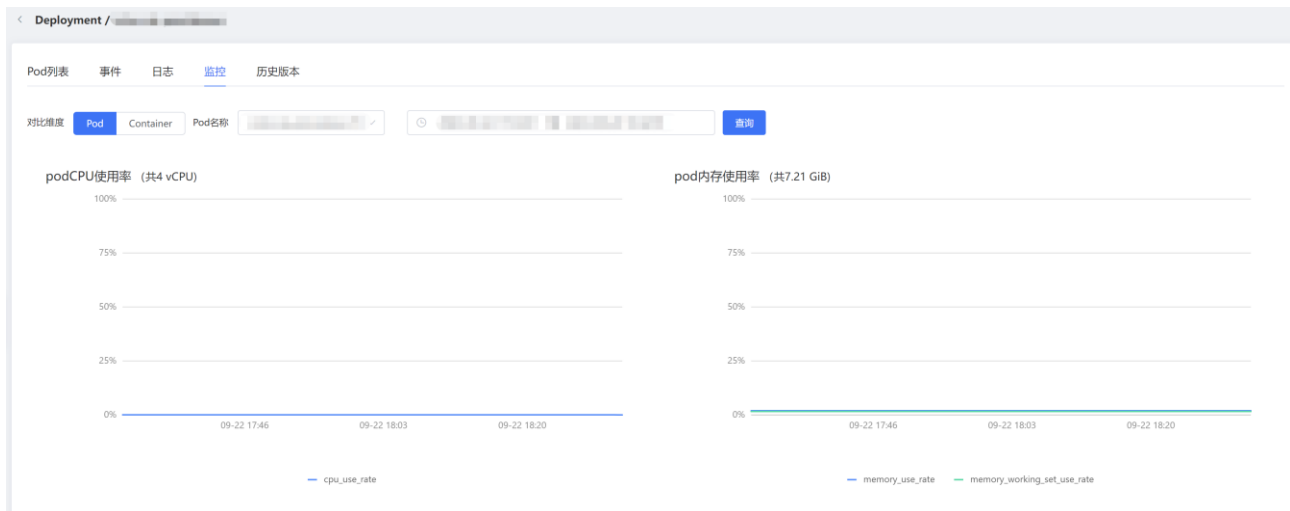 Deployment /
Pod列表 事件 日志 监控 历史版本
对比维度 Pod Container Pod名称 查询
podCPU使用率 (共4 vCPU)
100%
75%
50%
25%
0%
09-22 17:46 09-22 18:03 09-22 18:20
cpu_use_rate
pod内存使用率 (共7.21 GiB)
100%
75%
50%
25%
0%
09-22 17:46 09-22 18:03 09-22 18:20
memory_use_rate memory_working_set_use_rate